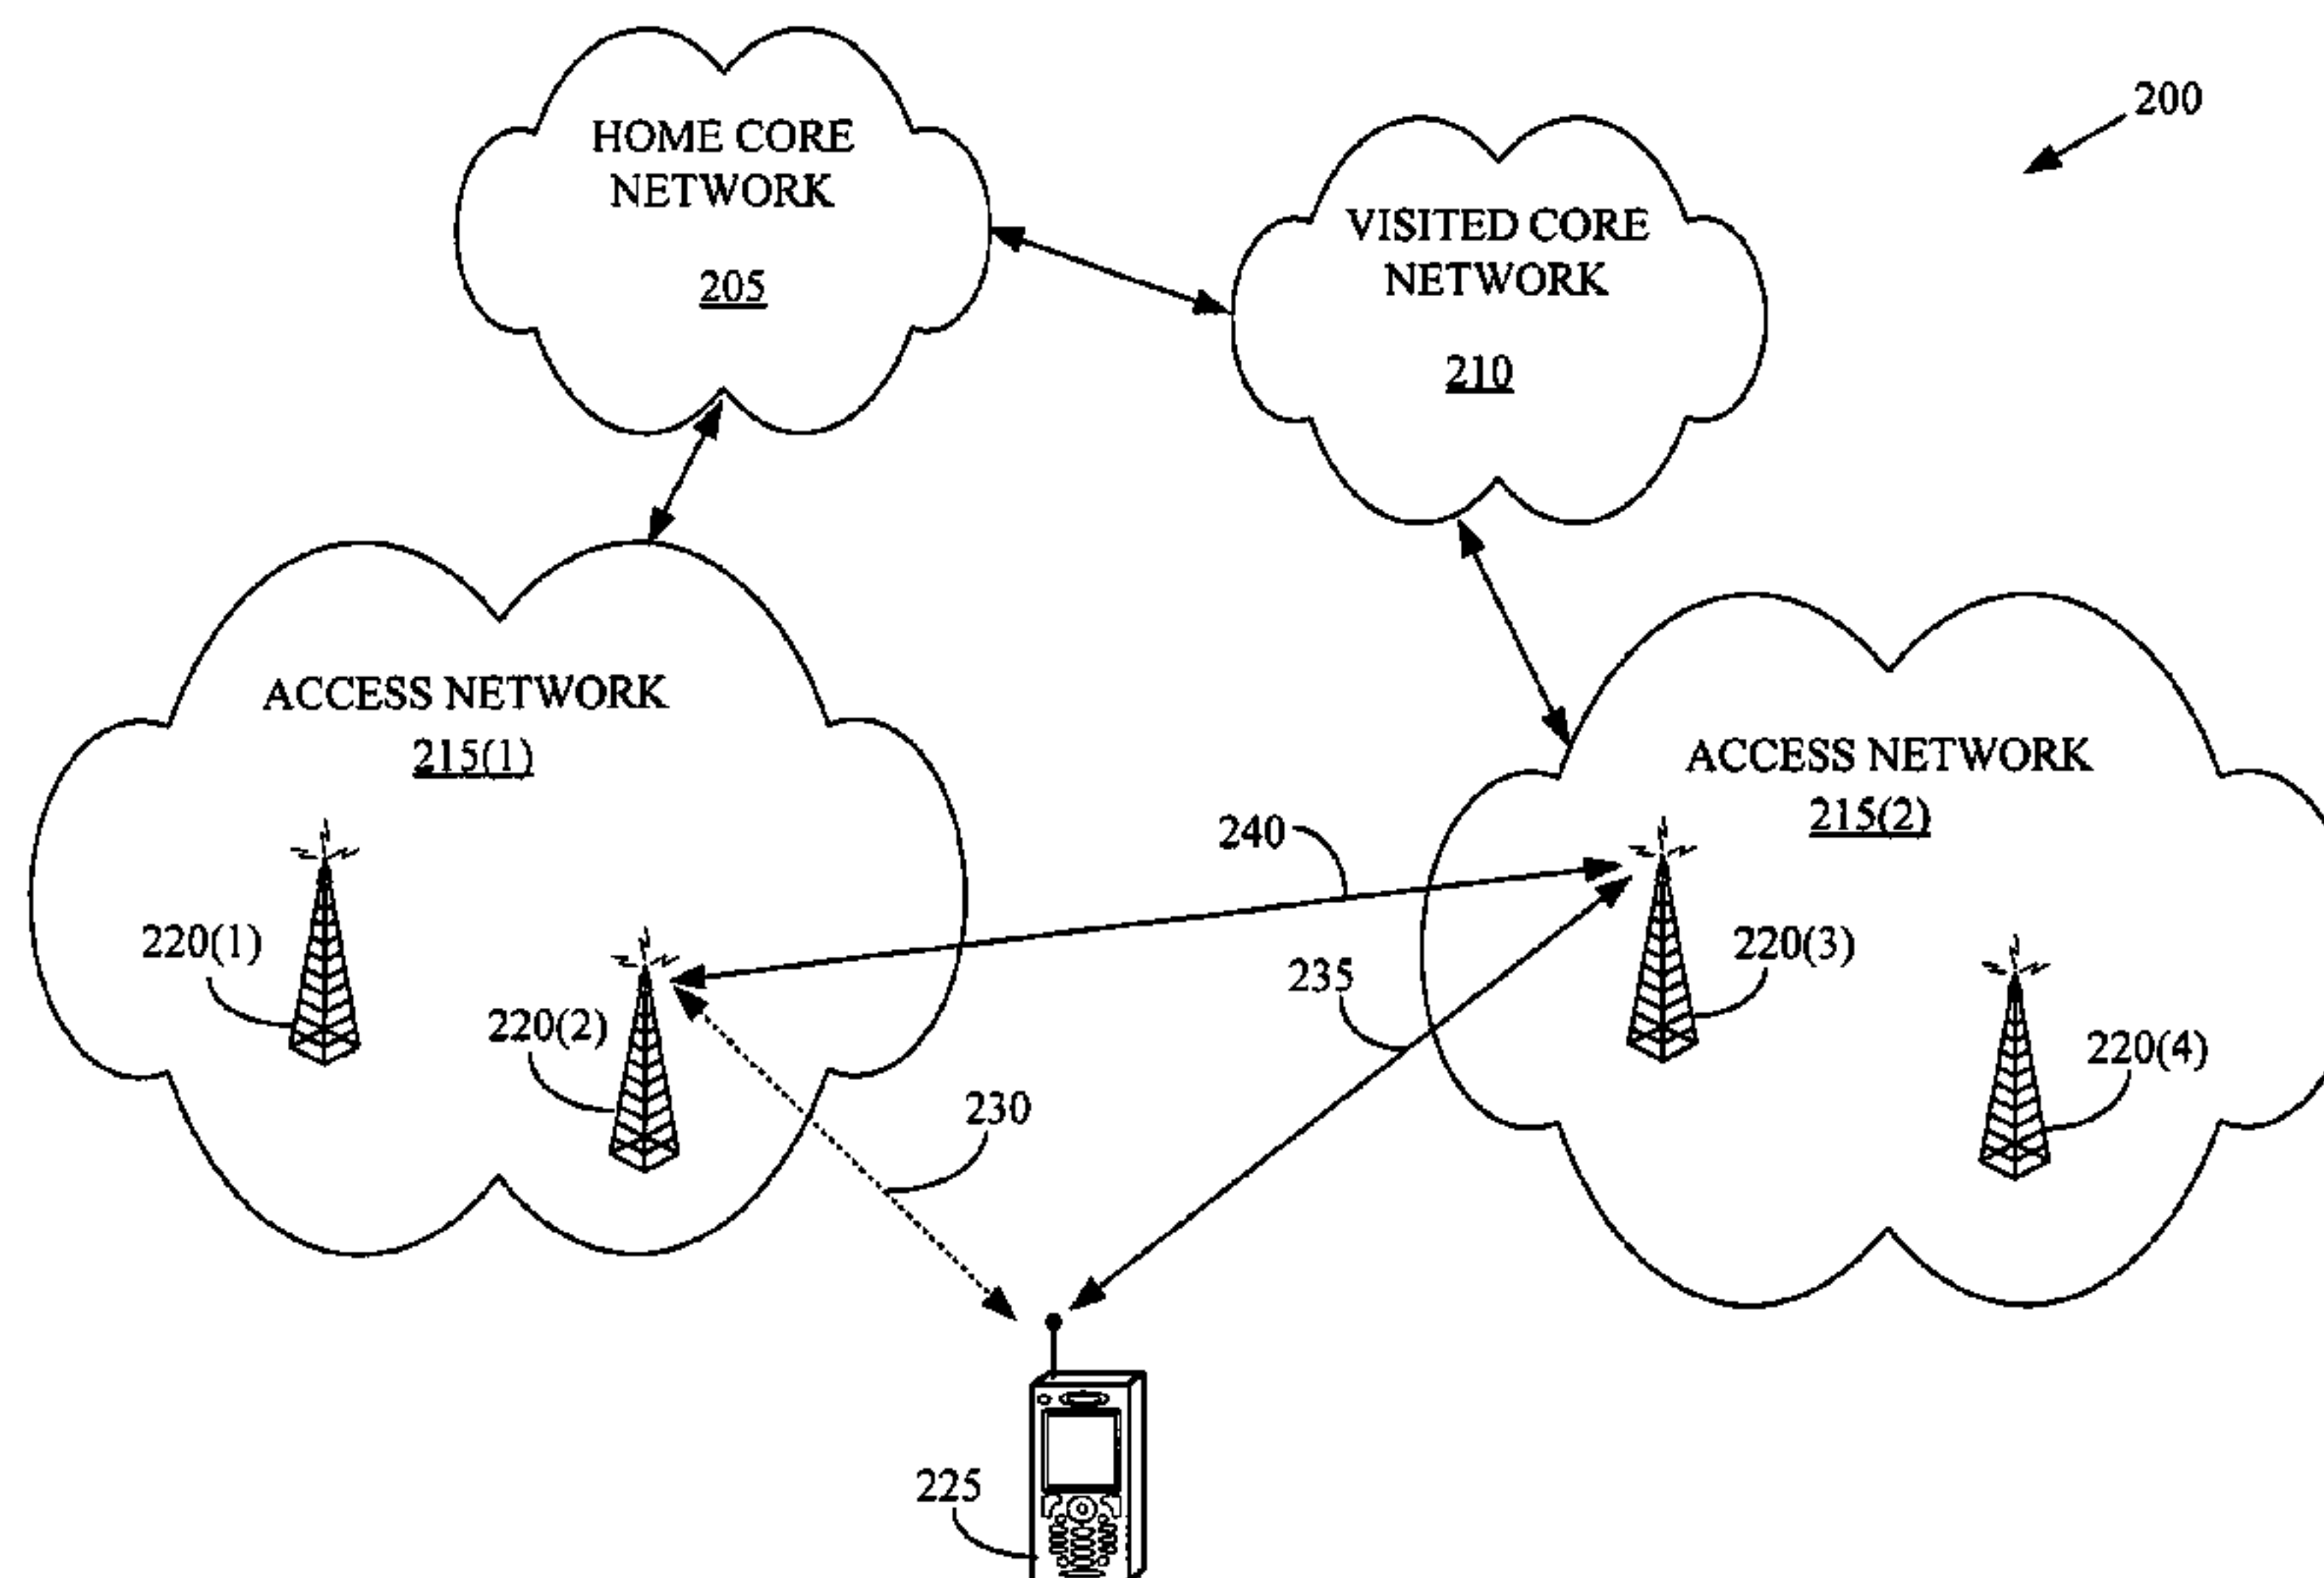 200
HOME CORE
NETWORK
205
VISITED CORE
NETWORK
210
ACCESS NETWORK
215(1)
ACCESS NETWORK
215(2)
240
220(1)
220(2)
235
220(3)
220(4)
230
225